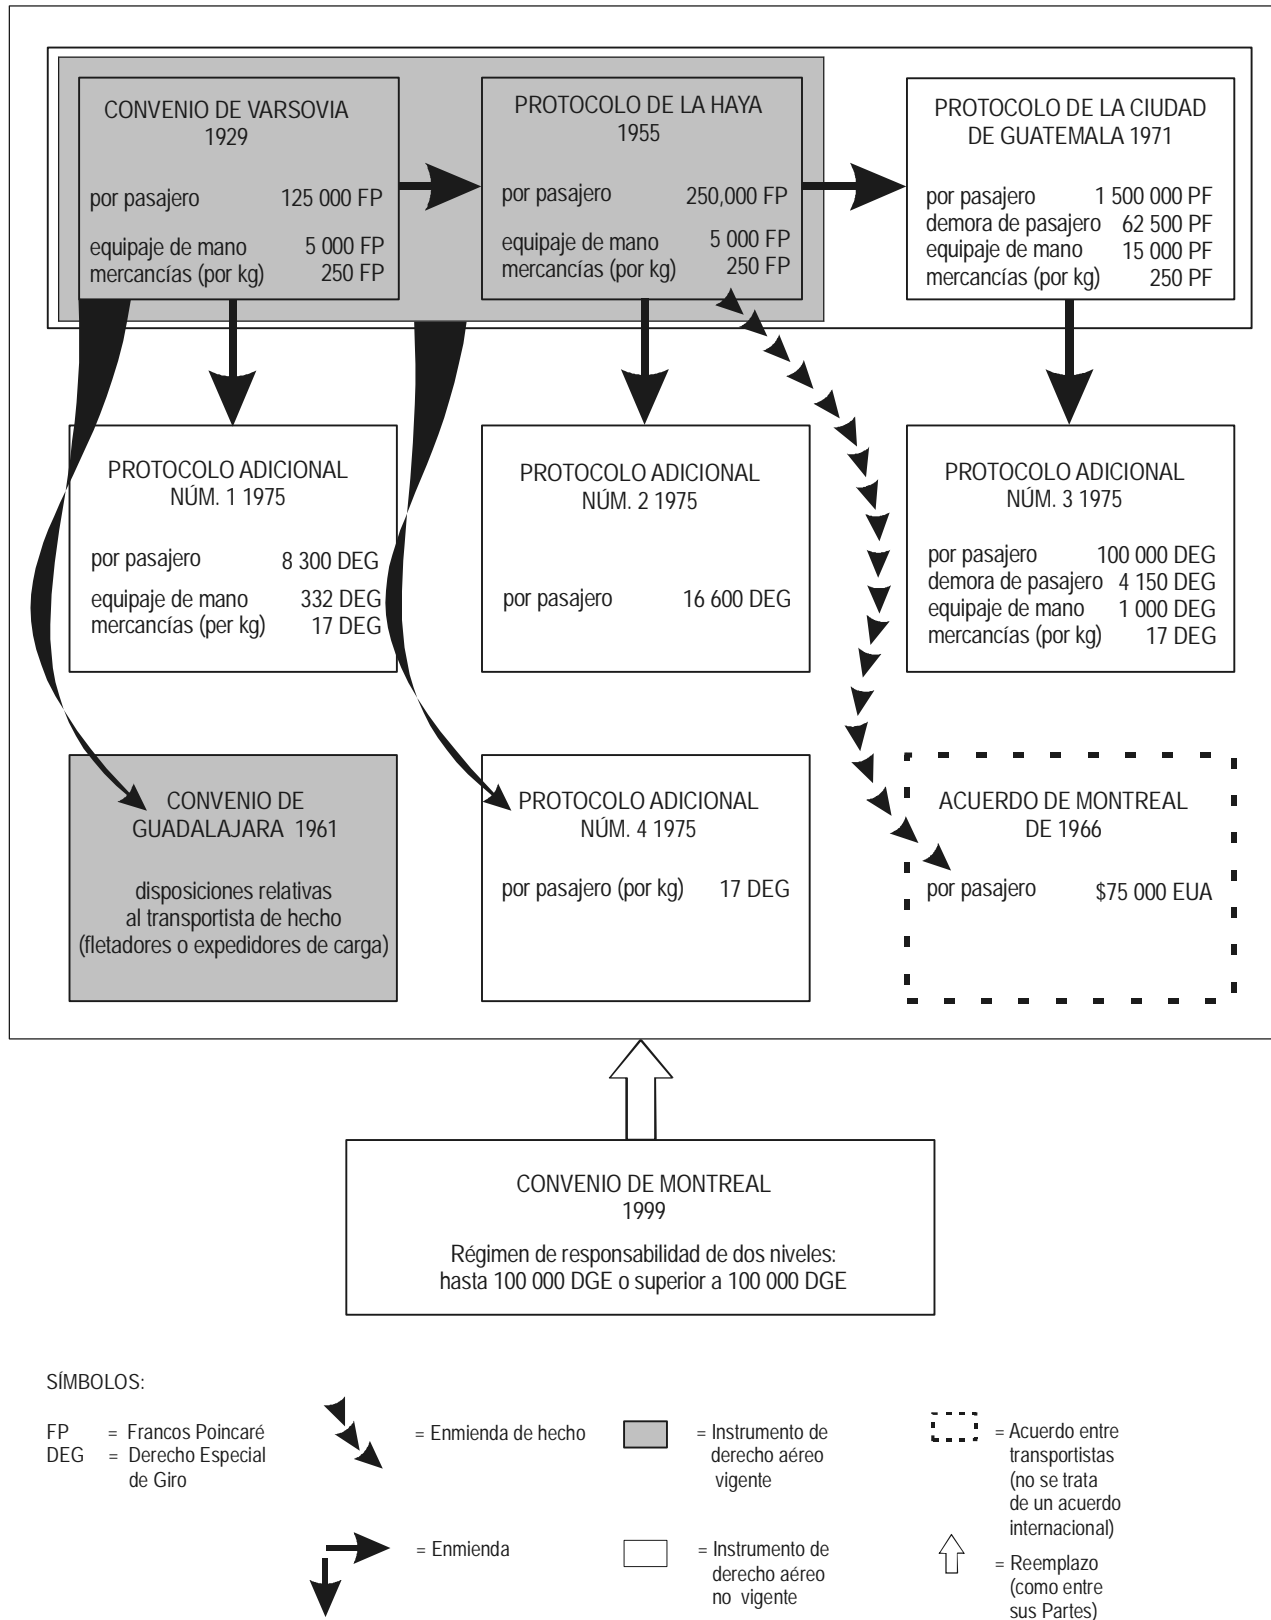 CONVENIO DE VARSOVIA
1929
por pasajero 125 000 FP
equipaje de mano 5 000 FP
mercancías (por kg) 250 FP
PROTOCOLO DE LA HAYA
1955
por pasajero 250,000 FP
equipaje de mano 5 000 FP
mercancías (por kg) 250 FP
PROTOCOLO DE LA CIUDAD
DE GUATEMALA 1971
por pasajero 1 500 000 PF
demora de pasajero 62 500 PF
equipaje de mano 15 000 PF
mercancías (por kg) 250 PF
PROTOCOLO ADICIONAL
NÚM. 1 1975
por pasajero 8 300 DEG
equipaje de mano 332 DEG
mercancías (per kg) 17 DEG
PROTOCOLO ADICIONAL
NÚM. 2 1975
por pasajero 16 600 DEG
PROTOCOLO ADICIONAL
NÚM. 3 1975
por pasajero 100 000 DEG
demora de pasajero 4 150 DEG
equipaje de mano 1 000 DEG
mercancías (por kg) 17 DEG
CONVENIO DE
GUADALAJARA 1961
disposiciones relativas
al transportista de hecho
(fletadores o expedidores de carga)
PROTOCOLO ADICIONAL
NÚM. 4 1975
por pasajero (por kg) 17 DEG
ACUERDO DE MONTREAL
DE 1966
por pasajero $75 000 EUA
CONVENIO DE MONTREAL
1999
Régimen de responsabilidad de dos niveles:
hasta 100 000 DGE o superior a 100 000 DGE
SÍMBOLOS:
FP = Francos Poincaré
DEG = Derecho Especial
de Giro
= Enmienda de hecho
= Enmienda
= Instrumento de
derecho aéreo
vigente
= Instrumento de
derecho aéreo
no vigente
= Acuerdo entre
transportistas
(no se trata
de un acuerdo
internacional)
= Reemplazo
(como entre
sus Partes)